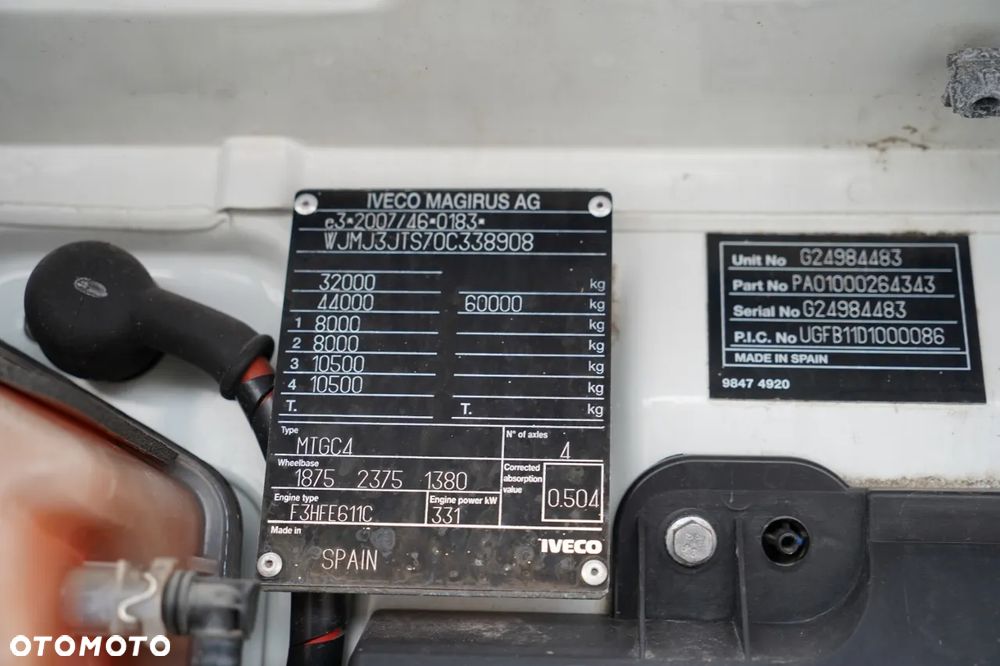 IVECO MAGIRUS AG
e3*2007/46*0183*
WJMJ3JTS70C338908
32000 kg
44000 60000 kg
1 8000 kg
2 8000 kg
3 10500 kg
4 10500 kg
T. T. kg
Type MTGC4 N° of axles 4
Wheelbase 1875 2375 1380
Corrected absorption value 0.504
Engine type F3HFE611C Engine power kW 331
Made in SPAIN
IVECO
Unit No G24984483
Part No PA01000264343
Serial No G24984483
P.I.C. No UGFB11D1000086
MADE IN SPAIN
9847 4920
OTOMOTO